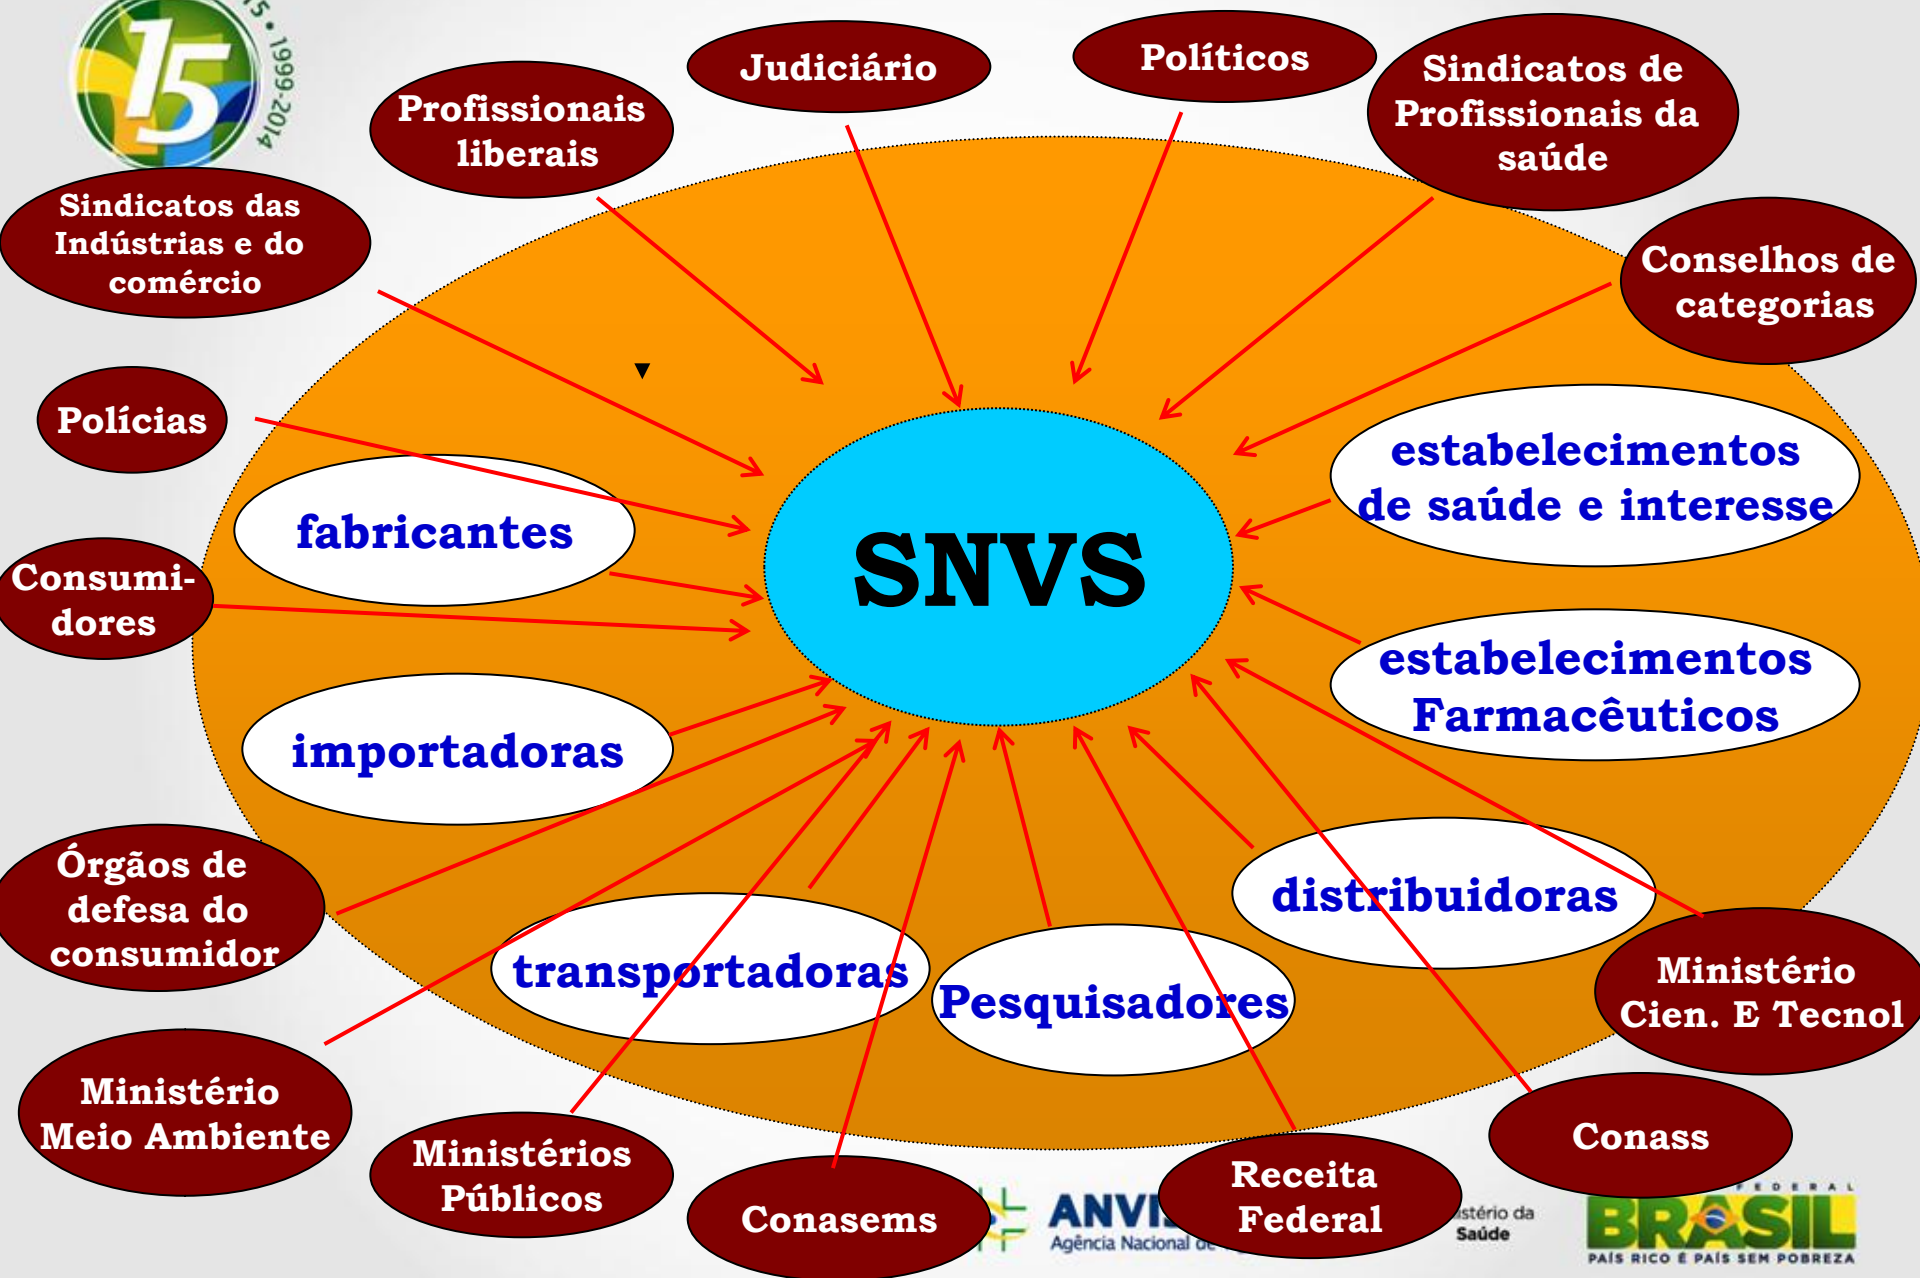 15 • 1999-2014
Judiciário
Políticos
Sindicatos de
Profissionais da
saúde
Profissionais
liberais
Sindicatos das
Indústrias e do
comércio
Conselhos de
categorias
Polícias
estabelecimentos
de saúde e interesse
fabricantes
SNVS
Consumi-
dores
estabelecimentos
Farmacêuticos
importadoras
Órgãos de
defesa do
consumidor
distribuidoras
transportadoras
Pesquisadores
Ministério
Cien. E Tecnol
Ministério
Meio Ambiente
Ministérios
Públicos
Conass
Receita
Federal
Conasems
Agência Nacional
Saúde
FEDERAL
BRASIL
PAÍS RICO É PAÍS SEM POBREZA